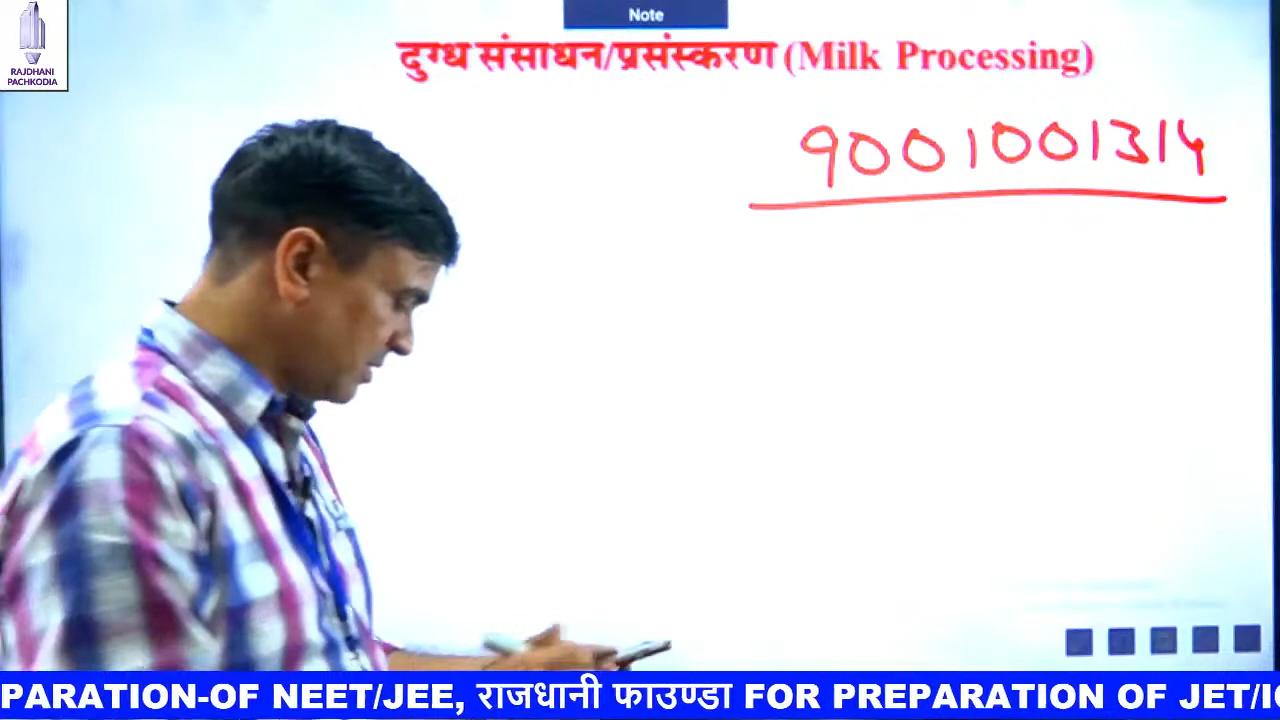 Note
RAJDHANI
PACHKODIA
दुग्ध संसाधन/प्रसंस्करण (Milk Processing)
9001001314
PARATION-OF NEET/JEE, राजधानी फाउण्डा FOR PREPARATION OF JET/IC